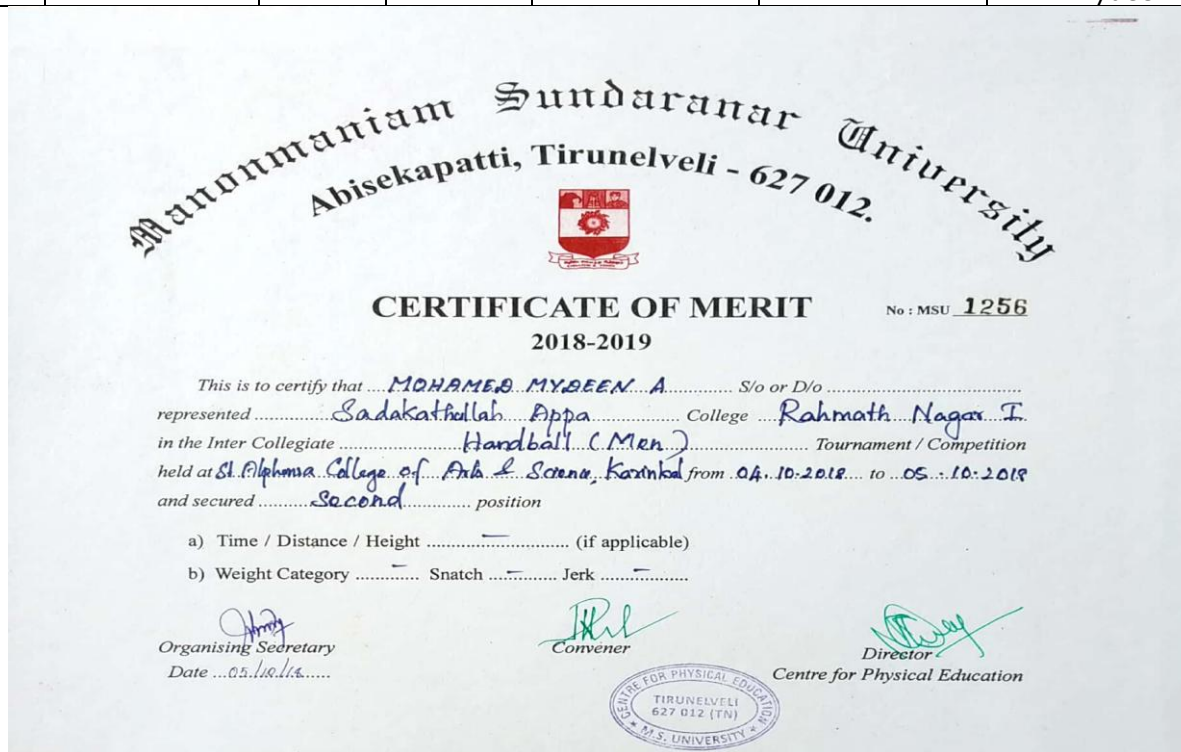 Manonmaniam Sundaranar University
Abisekapatti, Tirunelveli - 627 012.
CERTIFICATE OF MERIT
No : MSU 1256
2018-2019
This is to certify that MOHAMED MYDEEN A S/o or D/o
represented Sadakathullah Appa College Rahmath Nagar I
in the Inter Collegiate Handball (Men) Tournament / Competition
held at St. Alphonsa College of Arts & Science, Karinkal from 04.10.2018 to 05.10.2018
and secured Second position
a) Time / Distance / Height – (if applicable)
b) Weight Category – Snatch – Jerk –
Organising Secretary
Convener
Director
Date 05/10/18
Centre for Physical Education
CENTRE FOR PHYSICAL EDUCATION
TIRUNELVELI
627 012 (TN)
M.S. UNIVERSITY